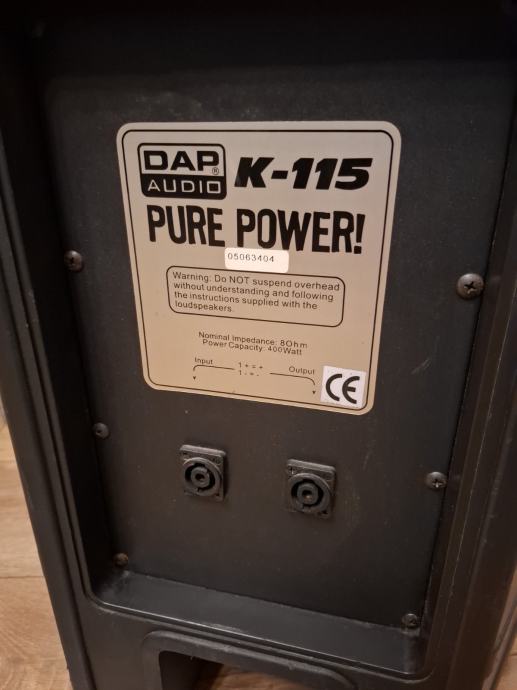 DAP®
AUDIO
K-115
PURE POWER!
05063404
Warning: Do NOT suspend overhead
without understanding and following
the instructions supplied with the
loudspeakers.
Nominal Impedance: 8Ohm
Power Capacity: 400Watt
Input 1 + = + Output
1 - = -
CE